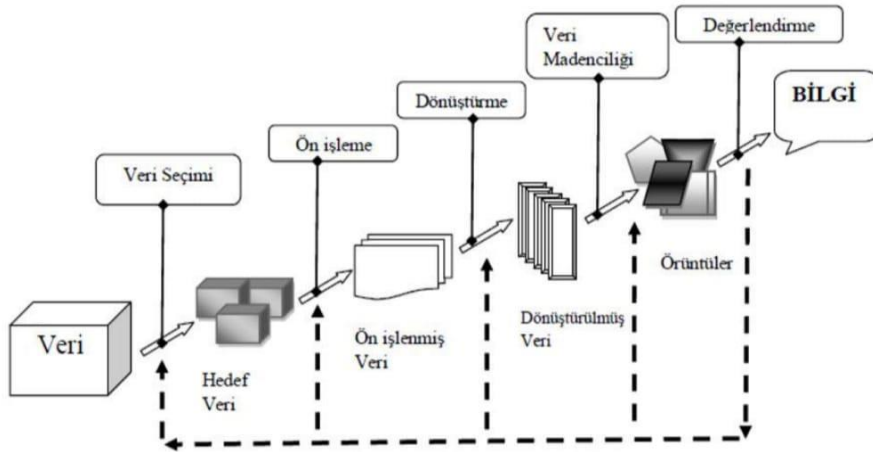 Değerlendirme
Veri
Madenciliği
BİLGİ
Dönüştürme
Ön işleme
Veri Seçimi
Örüntüler
Dönüştürülmüş
Veri
Ön işlenmiş
Veri
Veri
Hedef
Veri